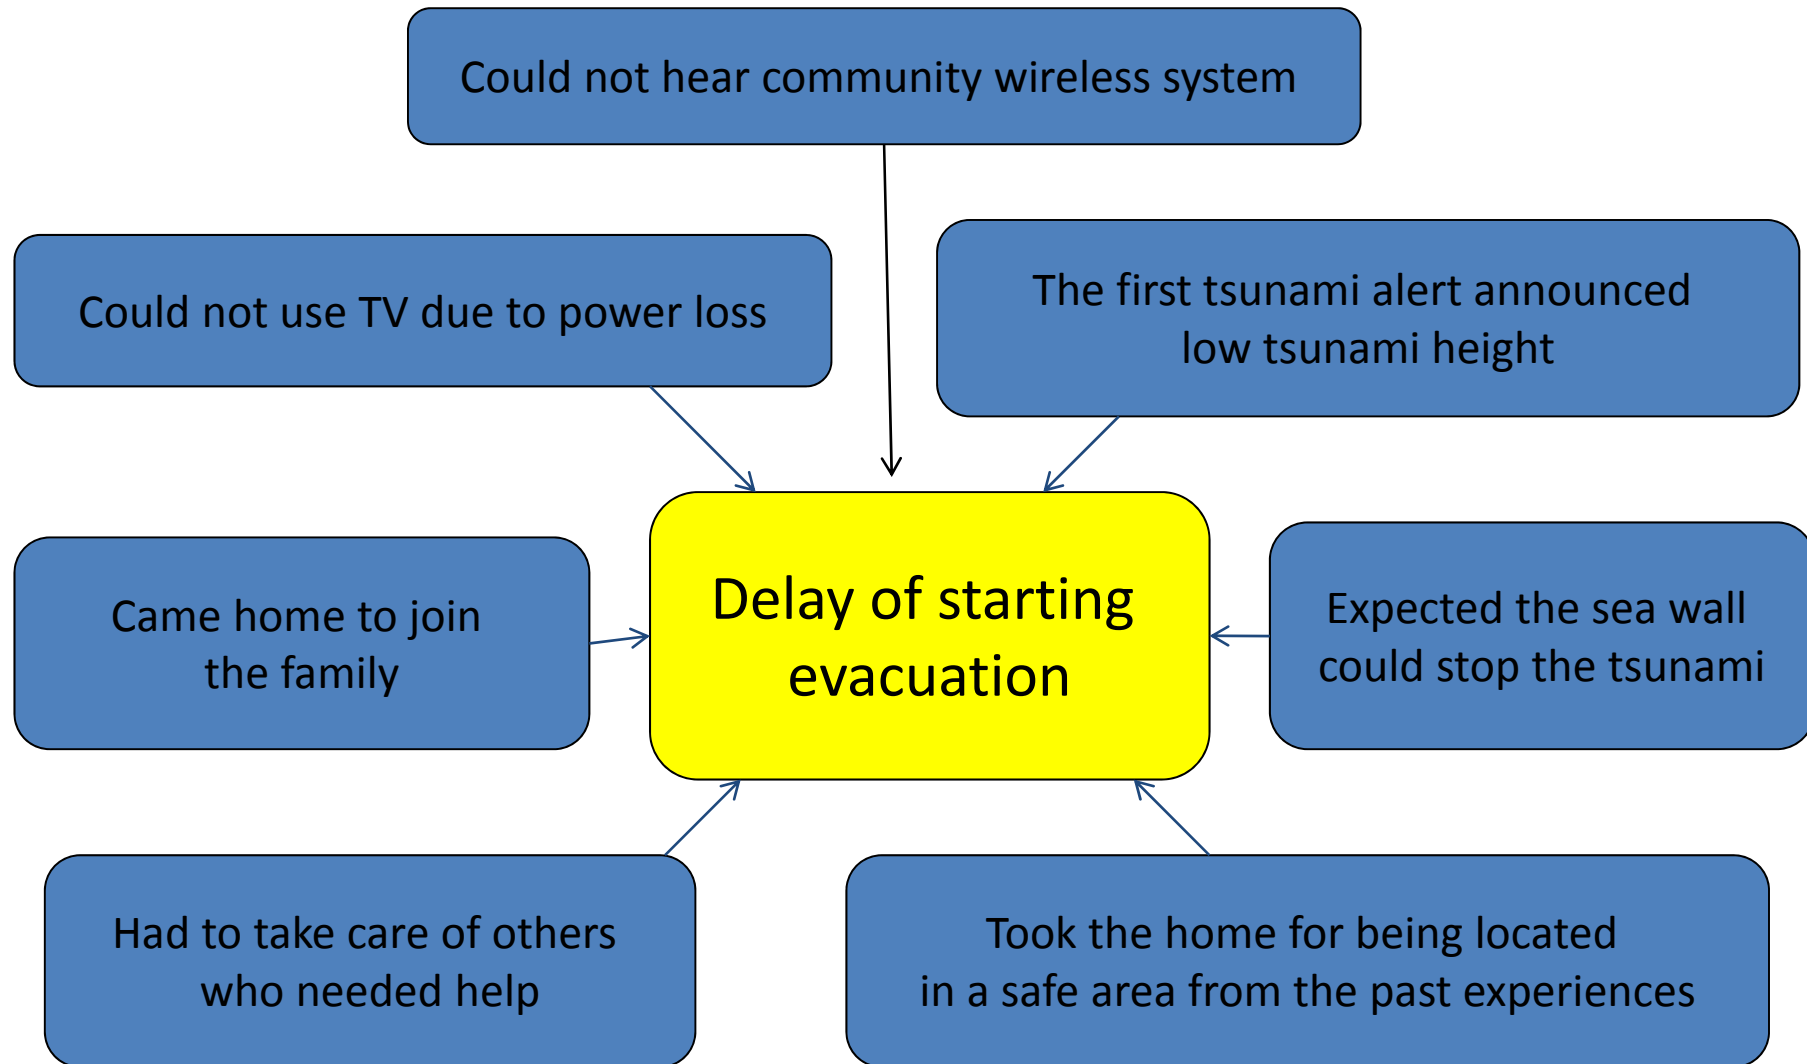 Could not hear community wireless system
Could not use TV due to power loss
The first tsunami alert announced
low tsunami height
Came home to join
the family
Delay of starting
evacuation
Expected the sea wall
could stop the tsunami
Had to take care of others
who needed help
Took the home for being located
in a safe area from the past experiences